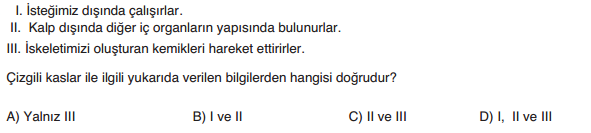 I. İsteğimiz dışında çalışırlar.
II. Kalp dışında diğer iç organların yapısında bulunurlar.
III. İskeletimizi oluşturan kemikleri hareket ettirirler.
Çizgili kaslar ile ilgili yukarıda verilen bilgilerden hangisi doğrudur?
A) Yalnız III B) I ve II C) II ve III D) I, II ve III